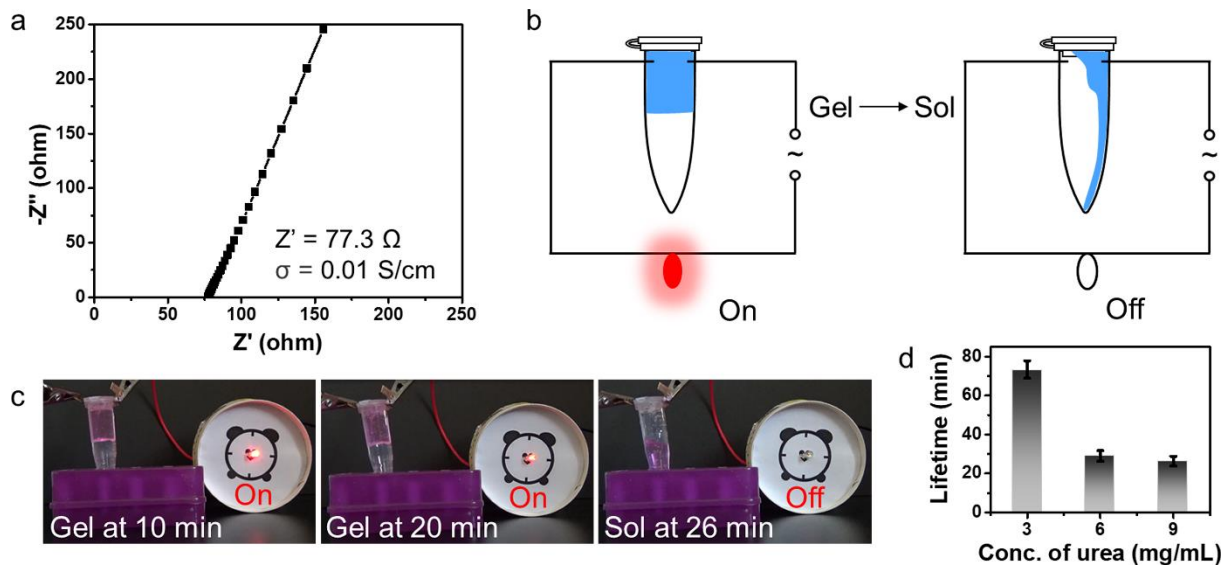 a
250
200
150
100
50
0
-Z'' (ohm)
Z' = 77.3 Ω
σ = 0.01 S/cm
0 50 100 150 200 250
Z' (ohm)
b
Gel → Sol
~
~
On
Off
c
On
Gel at 10 min
On
Gel at 20 min
Off
Sol at 26 min
d
80
60
40
20
0
Lifetime (min)
3 6 9
Conc. of urea (mg/mL)